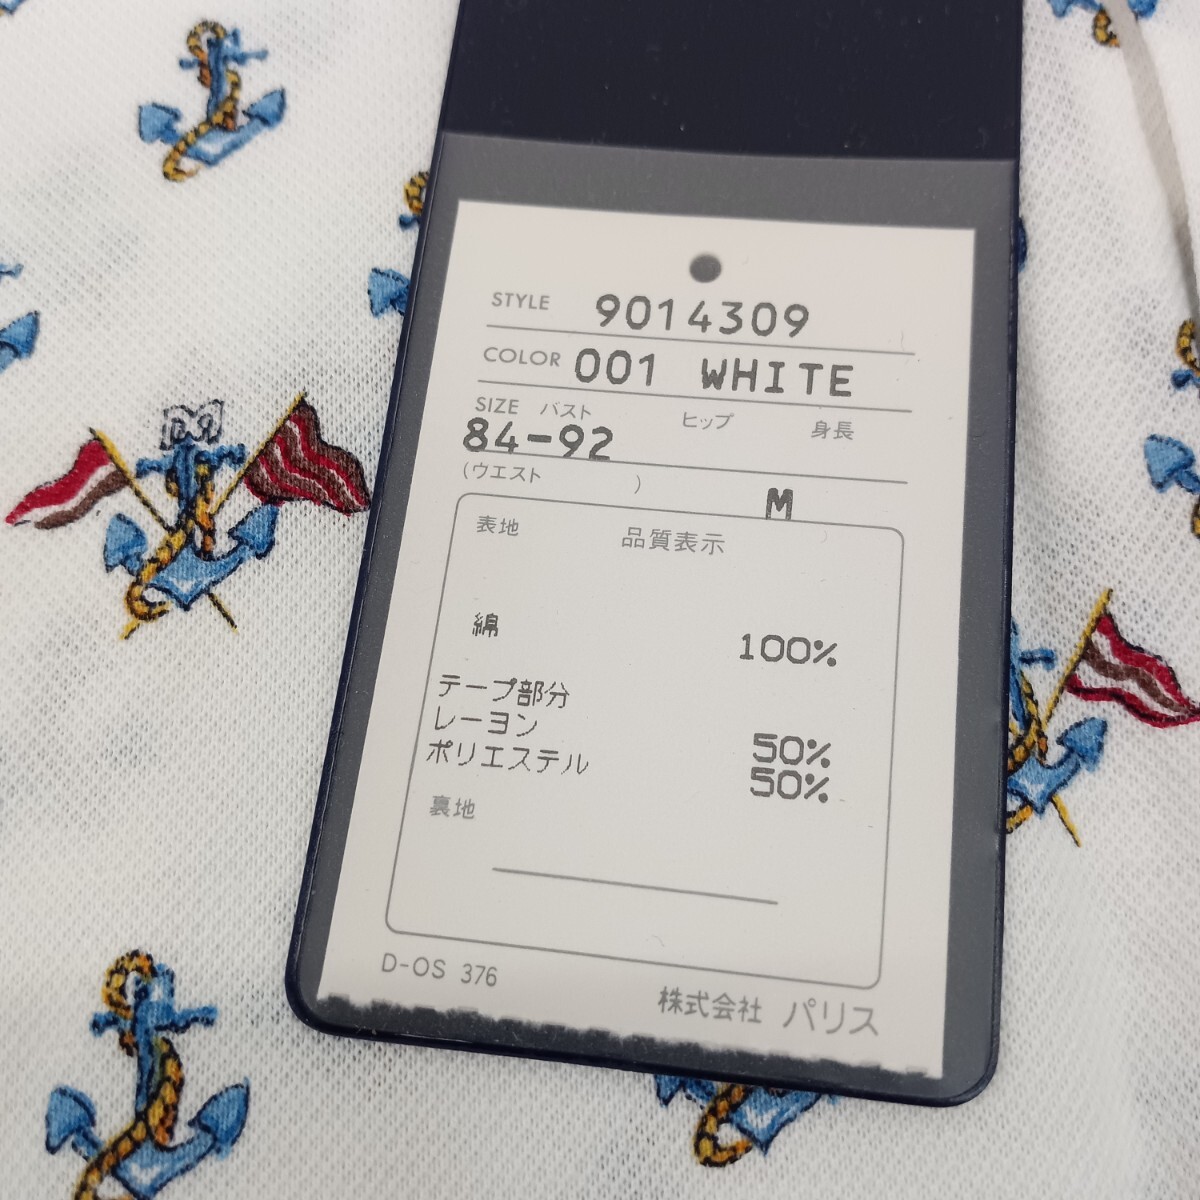 STYLE 9014309
COLOR 001 WHITE
SIZE バスト ヒップ 身長
84-92
(ウエスト )
M
表地 品質表示
綿 100%
テープ部分
レーヨン 50%
ポリエステル 50%
裏地
D-OS 376 株式会社 パリス